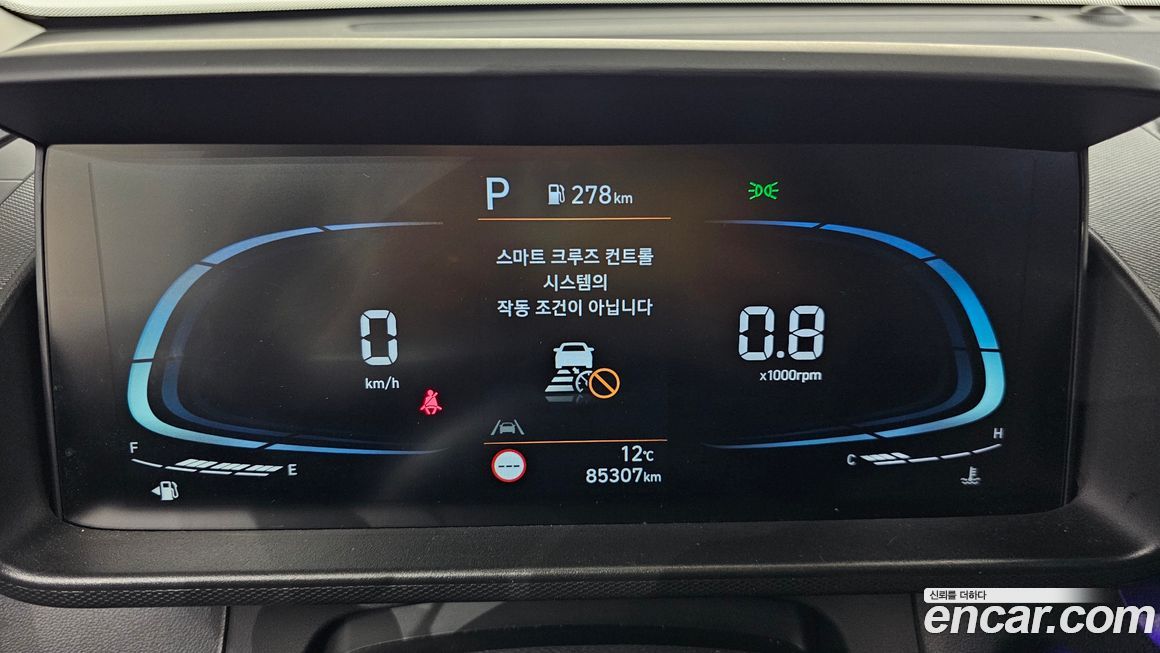 P
278km
스마트 크루즈 컨트롤
시스템의
작동 조건이 아닙니다
0
km/h
0.8
x1000rpm
F
E
---
12℃
85307km
C
H
신뢰를 더하다
encar.com